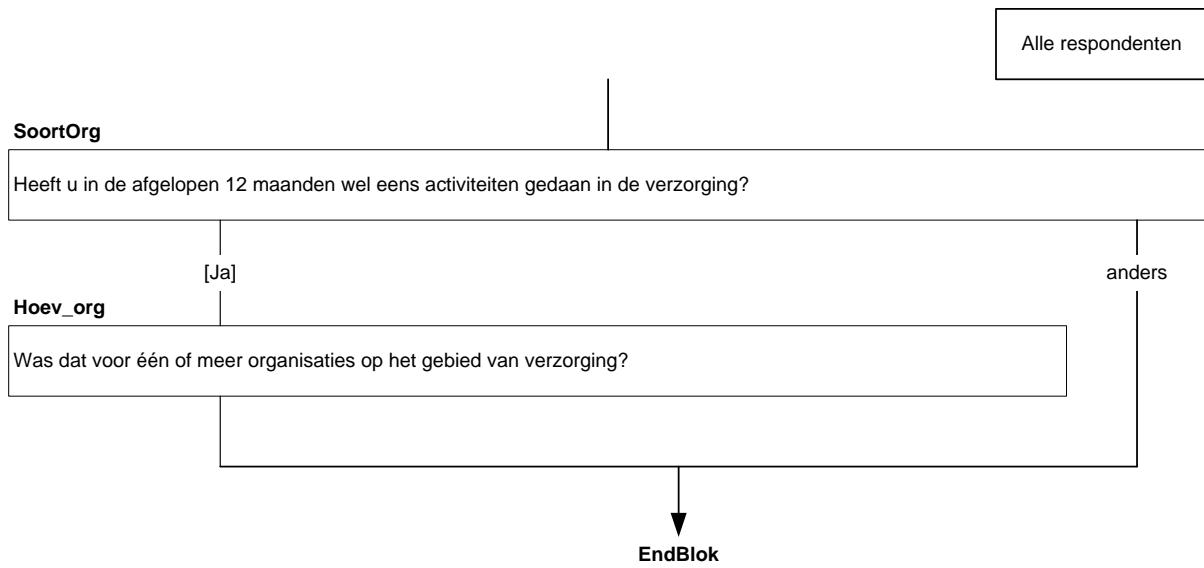 Alle respondenten
SoortOrg
Heeft u in de afgelopen 12 maanden wel eens activiteiten gedaan in de verzorging?
[Ja]
anders
Hoev_org
Was dat voor één of meer organisaties op het gebied van verzorging?
EndBlok